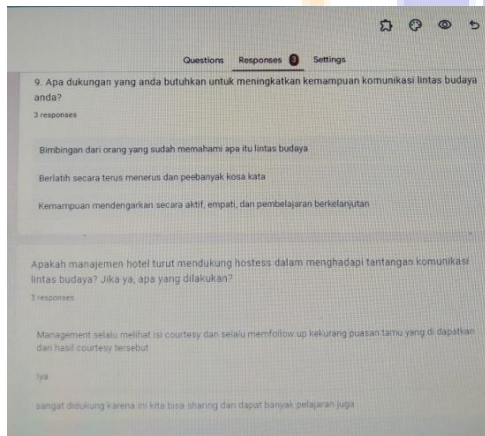 Questions Responses 3 Settings
9. Apa dukungan yang anda butuhkan untuk meningkatkan kemampuan komunikasi lintas budaya
anda?
3 responses
Bimbingan dari orang yang sudah memahami apa itu lintas budaya
Berlatih secara terus menerus dan peebanyak kosa kata
Kemampuan mendengarkan secara aktif, empati, dan pembelajaran berkelanjutan
Apakah manajemen hotel turut mendukung hostess dalam menghadapi tantangan komunikasi
lintas budaya? Jika ya, apa yang dilakukan?
3 responses
Management selalu melihat isi courtesy dan selalu memfollow up kekurang puasan tamu yang di dapatkan
dari hasil courtesy tersebut
Iya
sangat didukung karena ini kita bisa sharing dan dapat banyak pelajaran juga